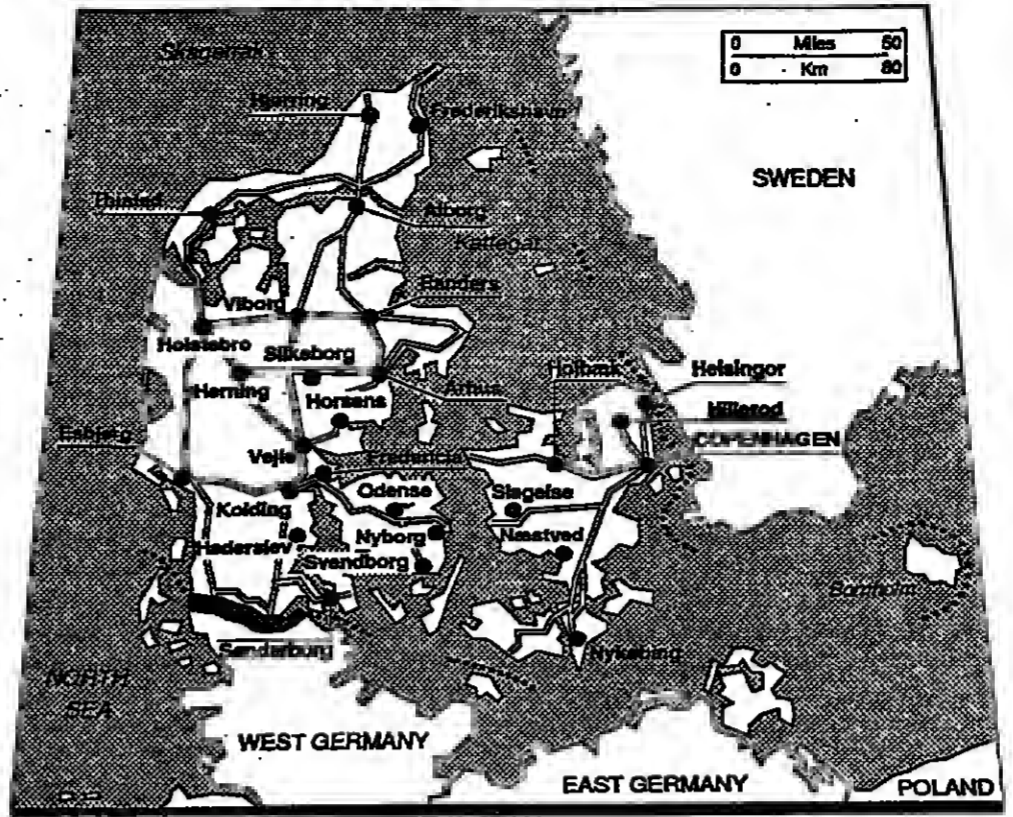 Skagerrak
0 Miles 50
0 Km 80
Hjørring
Frederikshavn
SWEDEN
Thisted
Alborg
Kattegat
Randers
Viborg
Holstebro
Silkeborg
Holbæk
Helsingor
Herning
Århus
Horsens
Hillerod
Esbjerg
COPENHAGEN
Vejle
Fredericia
Odense
Slagelse
Kolding
Nyborg
Næstved
Haderslev
Svendborg
Bornholm
Sønderburg
Nykøbing
NORTH
SEA
WEST GERMANY
EAST GERMANY
POLAND